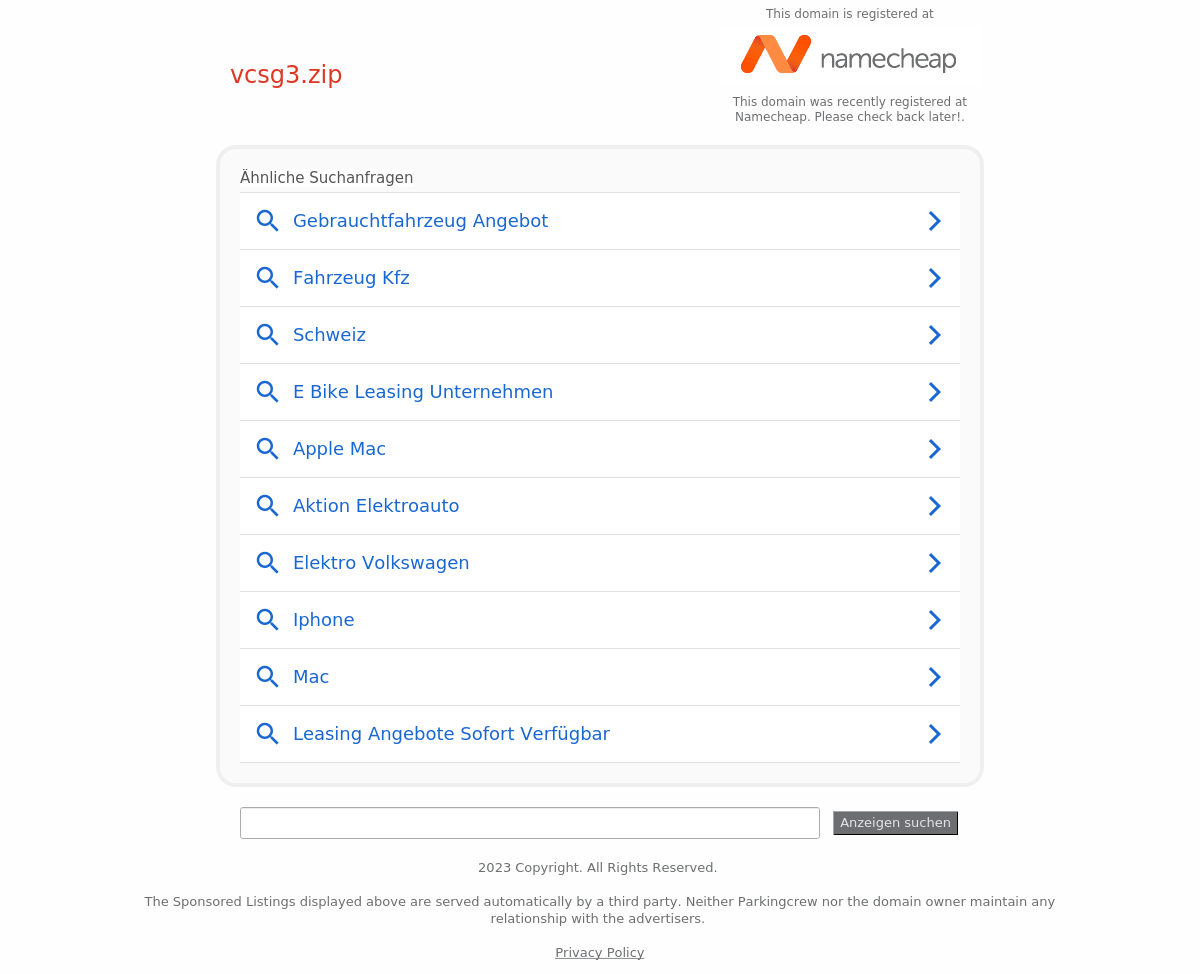 This domain is registered at
namecheap
vcsg3.zip
This domain was recently registered at
Namecheap. Please check back later!.
Ähnliche Suchanfragen
Gebrauchtfahrzeug Angebot
Fahrzeug Kfz
Schweiz
E Bike Leasing Unternehmen
Apple Mac
Aktion Elektroauto
Elektro Volkswagen
Iphone
Mac
Leasing Angebote Sofort Verfügbar
Anzeigen suchen
2023 Copyright. All Rights Reserved.
The Sponsored Listings displayed above are served automatically by a third party. Neither Parkingcrew nor the domain owner maintain any
relationship with the advertisers.
Privacy Policy